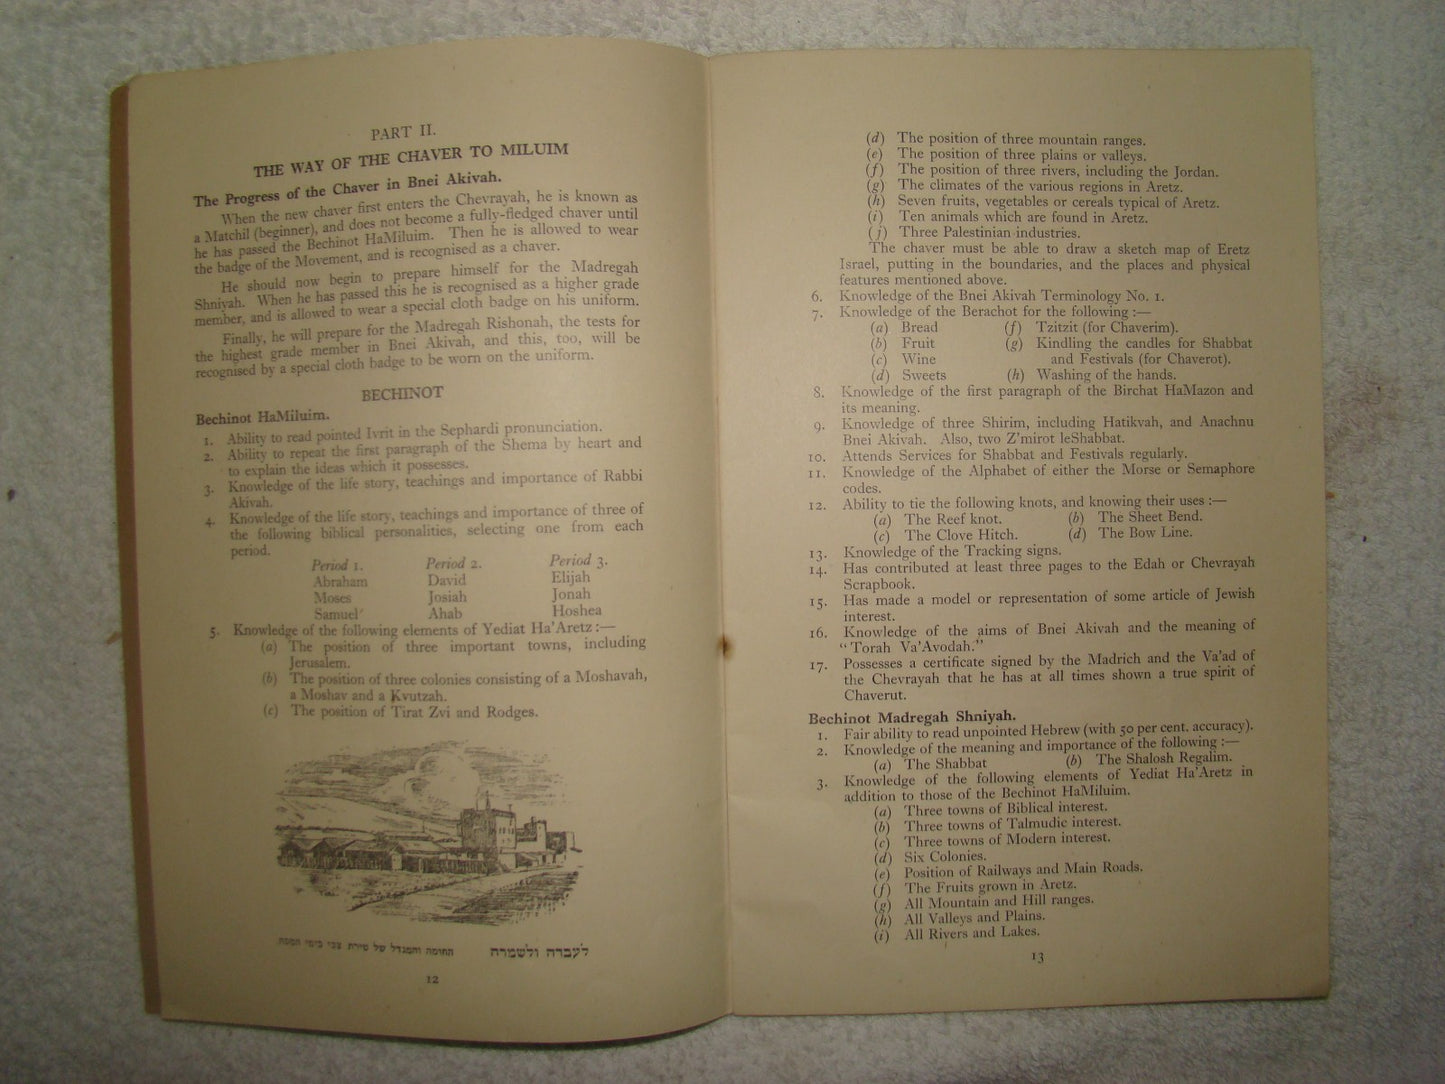 PART II.
THE WAY OF THE CHAVER TO MILUIM
The Progress of the Chaver in Bnei Akivah.
When the new chaver first enters the Chevrayah, he is known as
a Matchil (beginner), and does not become a fully-fledged chaver until
he has passed the Bechinot HaMiluim. Then he is allowed to wear
the badge of the Movement, and is recognised as a chaver.
He should now begin to prepare himself for the Madregah
Shniyah. When he has passed this he is recognised as a higher grade
member, and is allowed to wear a special cloth badge on his uniform.
Finally, he will prepare for the Madregah Rishonah, the tests for
the highest grade member in Bnei Akivah, and this, too, will be
recognised by a special cloth badge to be worn on the uniform.
BECHINOT
Bechinot HaMiluim.
1. Ability to read pointed Ivrit in the Sephardi pronunciation.
2. Ability to repeat the first paragraph of the Shema by heart and
to explain the ideas which it possesses.
3. Knowledge of the life story, teachings and importance of Rabbi
Akivah.
4. Knowledge of the life story, teachings and importance of three of
the following biblical personalities, selecting one from each
period.
Period 1. Period 2. Period 3.
Abraham David Elijah
Moses Josiah Jonah
Samuel Ahab Hoshea
5. Knowledge of the following elements of Yediat Ha'Aretz :—
(a) The position of three important towns, including
Jerusalem.
(b) The position of three colonies consisting of a Moshavah,
a Moshav and a Kvutzah.
(c) The position of Tirat Zvi and Rodges.
לעבדה ולשמרה החומה והמגדל של טירת צבי בימי
12
(d) The position of three mountain ranges.
(e) The position of three plains or valleys.
(f) The position of three rivers, including the Jordan.
(g) The climates of the various regions in Aretz.
(h) Seven fruits, vegetables or cereals typical of Aretz.
(i) Ten animals which are found in Aretz.
(j) Three Palestinian industries.
The chaver must be able to draw a sketch map of Eretz
Israel, putting in the boundaries, and the places and physical
features mentioned above.
6. Knowledge of the Bnei Akivah Terminology No. 1.
7. Knowledge of the Berachot for the following :—
(a) Bread (f) Tzitzit (for Chaverim).
(b) Fruit (g) Kindling the candles for Shabbat
(c) Wine and Festivals (for Chaverot).
(d) Sweets (h) Washing of the hands.
8. Knowledge of the first paragraph of the Birchat HaMazon and
its meaning.
9. Knowledge of three Shirim, including Hatikvah, and Anachnu
Bnei Akivah. Also, two Z'mirot leShabbat.
10. Attends Services for Shabbat and Festivals regularly.
11. Knowledge of the Alphabet of either the Morse or Semaphore
codes.
12. Ability to tie the following knots, and knowing their uses :—
(a) The Reef knot. (b) The Sheet Bend.
(c) The Clove Hitch. (d) The Bow Line.
13. Knowledge of the Tracking signs.
14. Has contributed at least three pages to the Edah or Chevrayah
Scrapbook.
15. Has made a model or representation of some article of Jewish
interest.
16. Knowledge of the aims of Bnei Akivah and the meaning of
“Torah Va'Avodah.”
17. Possesses a certificate signed by the Madrich and the Va'ad of
the Chevrayah that he has at all times shown a true spirit of
Chaverut.
Bechinot Madregah Shniyah.
1. Fair ability to read unpointed Hebrew (with 50 per cent. accuracy).
2. Knowledge of the meaning and importance of the following :—
(a) The Shabbat (b) The Shalosh Regalim.
3. Knowledge of the following elements of Yediat Ha'Aretz in
addition to those of the Bechinot HaMiluim.
(a) Three towns of Biblical interest.
(b) Three towns of Talmudic interest.
(c) Three towns of Modern interest.
(d) Six Colonies.
(e) Position of Railways and Main Roads.
(f) The Fruits grown in Aretz.
(g) All Mountain and Hill ranges.
(h) All Valleys and Plains.
(i) All Rivers and Lakes.
13